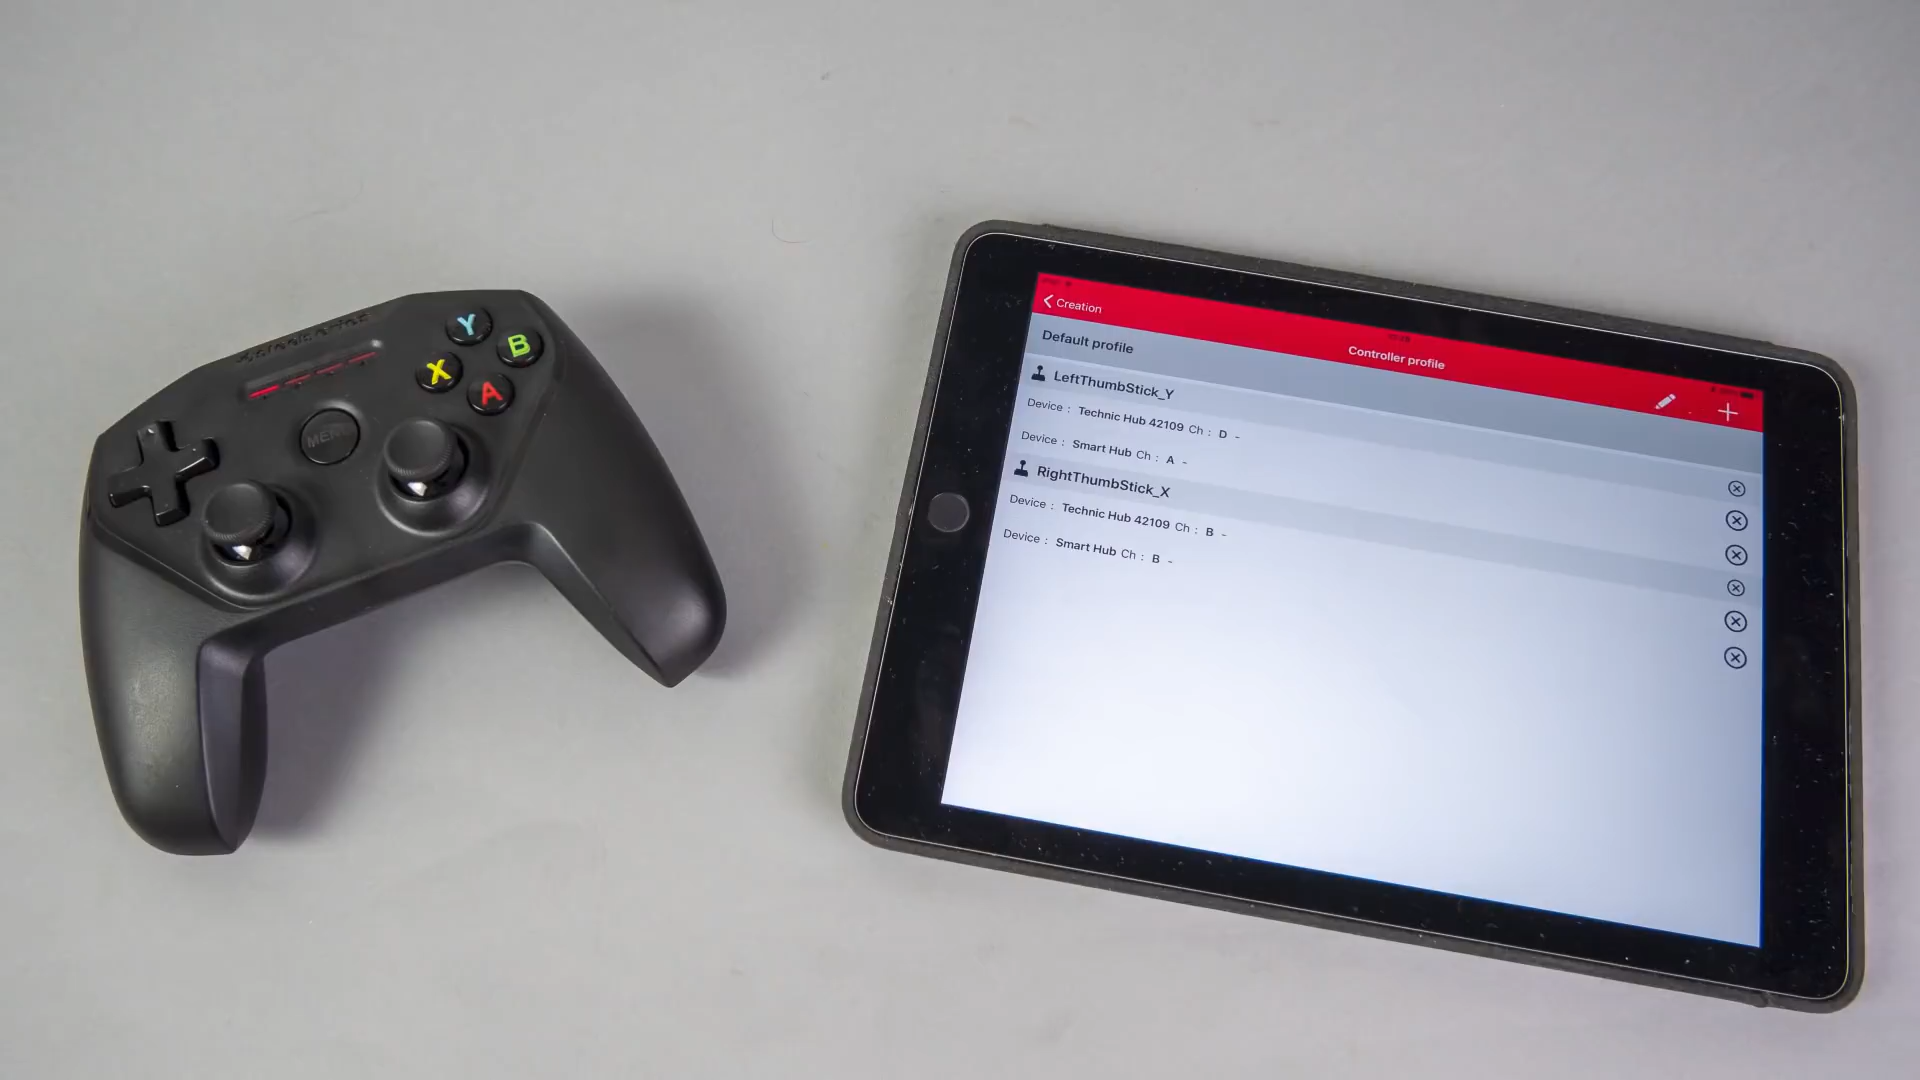 steelseries
Y
B
X
A
MENU
Creation
Controller profile
Default profile
LeftThumbStick_Y
Device : Technic Hub 42109 Ch : D -
Device : Smart Hub Ch : A -
RightThumbStick_X
Device : Technic Hub 42109 Ch : B -
Device : Smart Hub Ch : B -